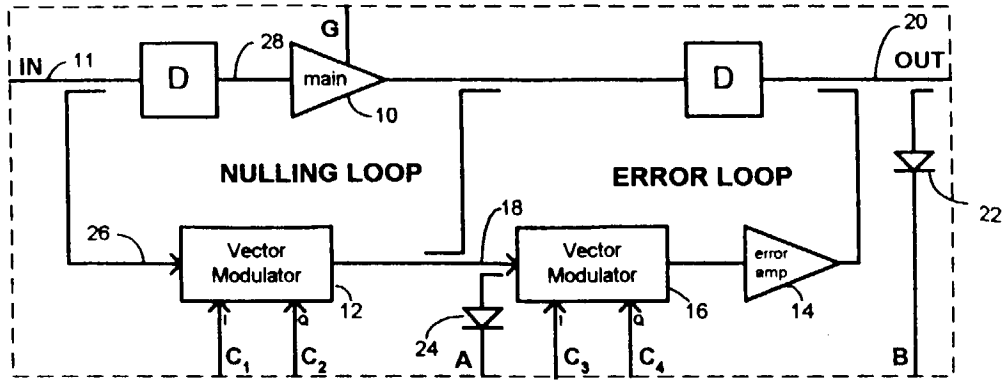 G
20
IN
11
28
OUT
D
main
10
D
NULLING LOOP
ERROR LOOP
22
26
18
Vector
Modulator
12
Vector
Modulator
16
error
amp
14
24
I
Q
I
Q
C1
C2
A
C3
C4
B